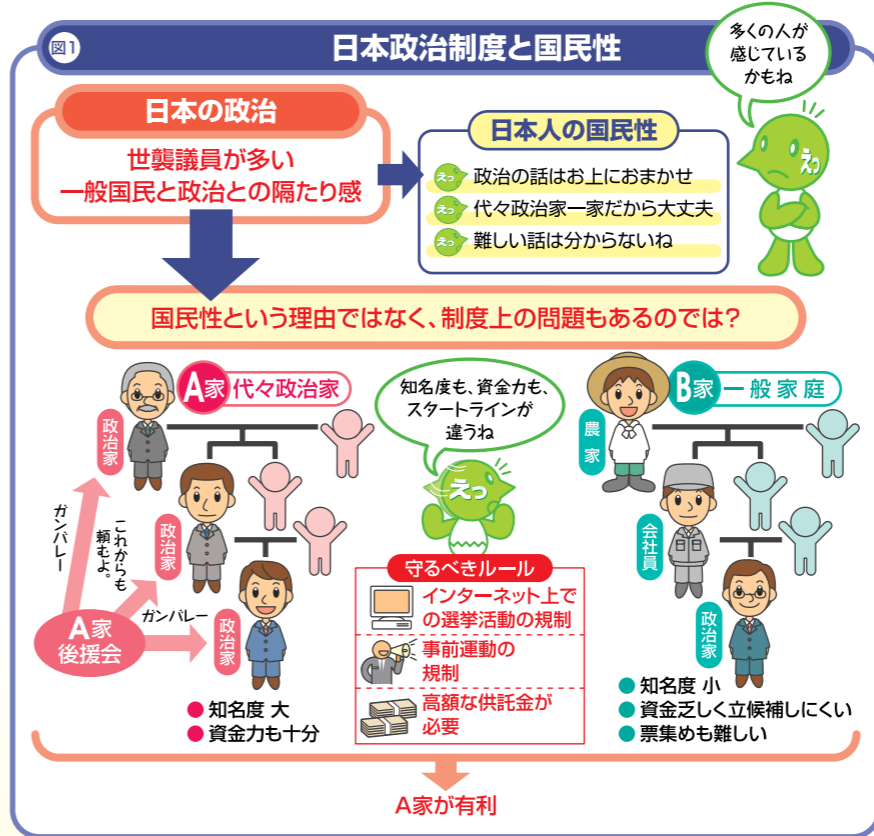 図1
日本政治制度と国民性
多くの人が
感じている
かもね
えっ
日本の政治
世襲議員が多い
一般国民と政治との隔たり感
日本人の国民性
えっ 政治の話はお上におまかせ
えっ 代々政治家一家だから大丈夫
えっ 難しい話は分からないね
国民性という理由ではなく、制度上の問題もあるのでは?
A家 代々政治家
政治家
政治家
政治家
ガンバレー
これからも
頼むよ。
ガンバレー
A家
後援会
知名度 大
資金力も十分
知名度も、資金力も、
スタートラインが
違うね
えっ
守るべきルール
インターネット上で
の選挙活動の規制
事前運動の
規制
高額な供託金が
必要
B家 一般家庭
農家
会社員
政治家
知名度 小
資金乏しく立候補しにくい
票集めも難しい
A家が有利